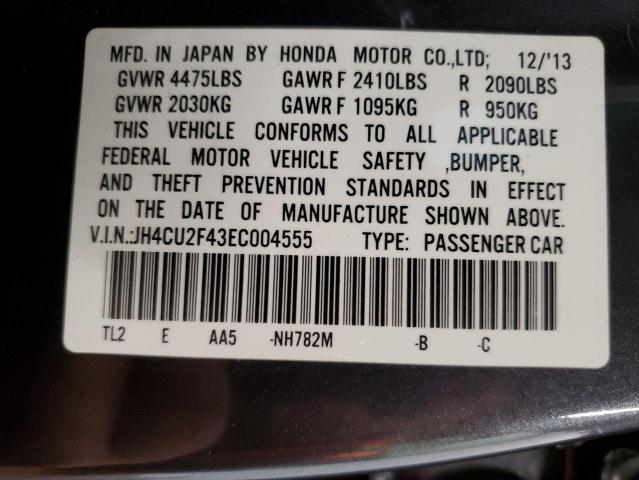 MFD. IN JAPAN BY HONDA MOTOR CO.,LTD; 12/'13
GVWR 4475LBS GAWR F 2410LBS R 2090LBS
GVWR 2030KG GAWR F 1095KG R 950KG
THIS VEHICLE CONFORMS TO ALL APPLICABLE
FEDERAL MOTOR VEHICLE SAFETY ,BUMPER,
AND THEFT PREVENTION STANDARDS IN EFFECT
ON THE DATE OF MANUFACTURE SHOWN ABOVE.
V.I.N.:JH4CU2F43EC004555 TYPE: PASSENGER CAR
TL2 E AA5 -NH782M -B -C